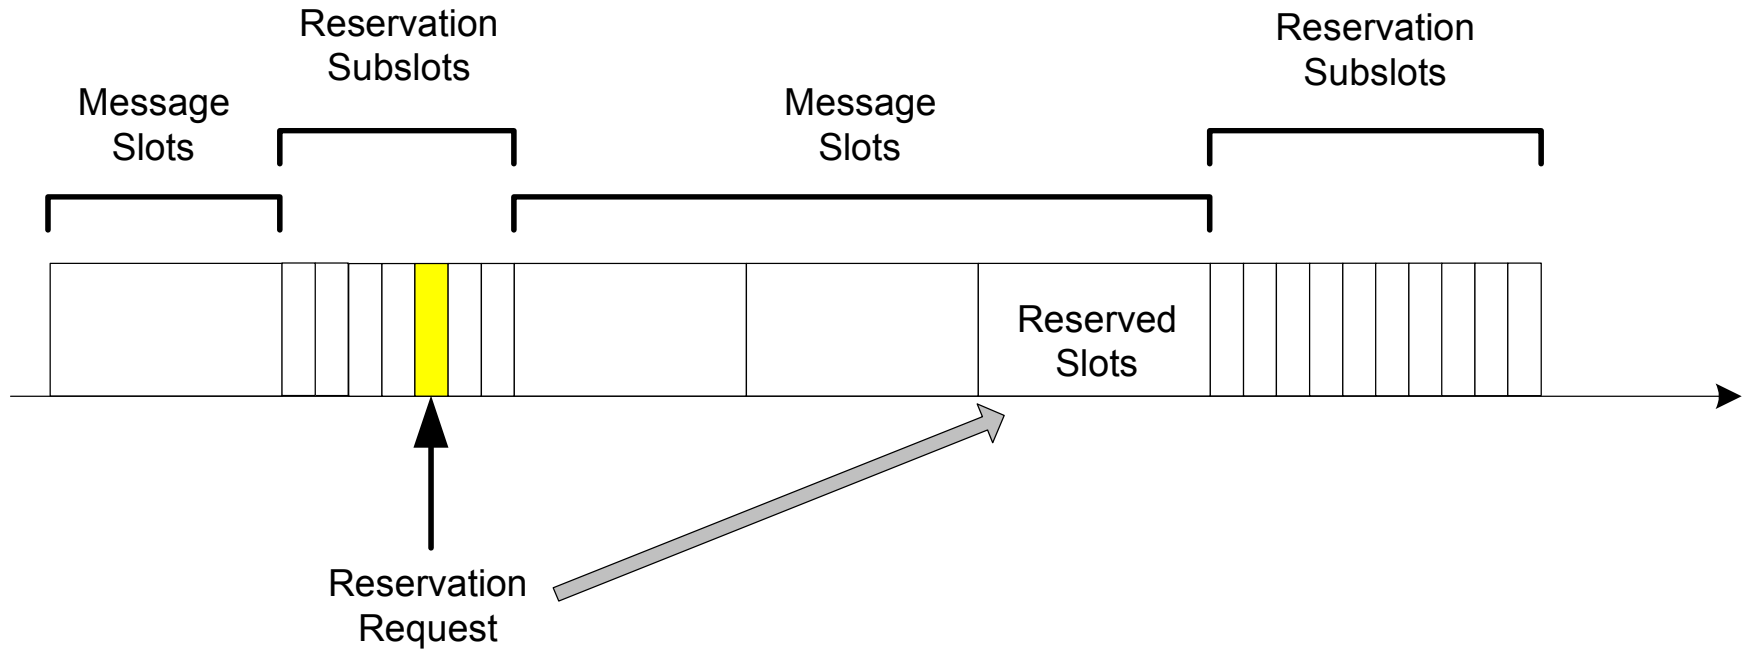 Reservation
Subslots
Reservation
Subslots
Message
Slots
Message
Slots
Reserved
Slots
Reservation
Request